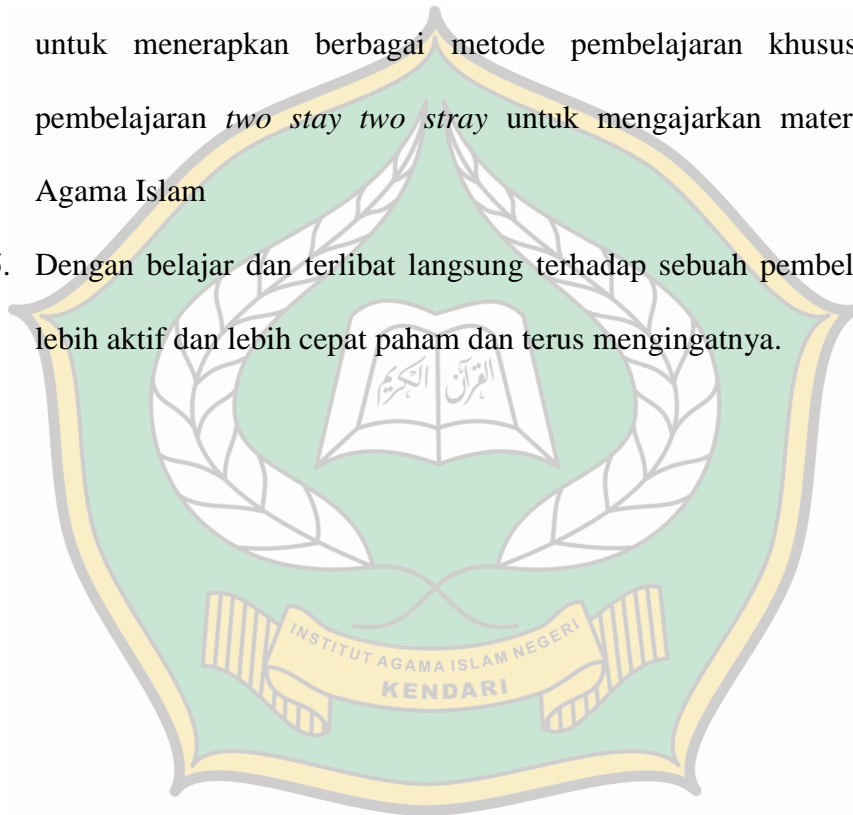 untuk menerapkan berbagai metode pembelajaran khusus
pembelajaran two stay two stray untuk mengajarkan mater
Agama Islam
. Dengan belajar dan terlibat langsung terhadap sebuah pembel
lebih aktif dan lebih cepat paham dan terus mengingatnya.
القرآن الكريم
INSTITUT AGAMA ISLAM NEGERI
KENDARI